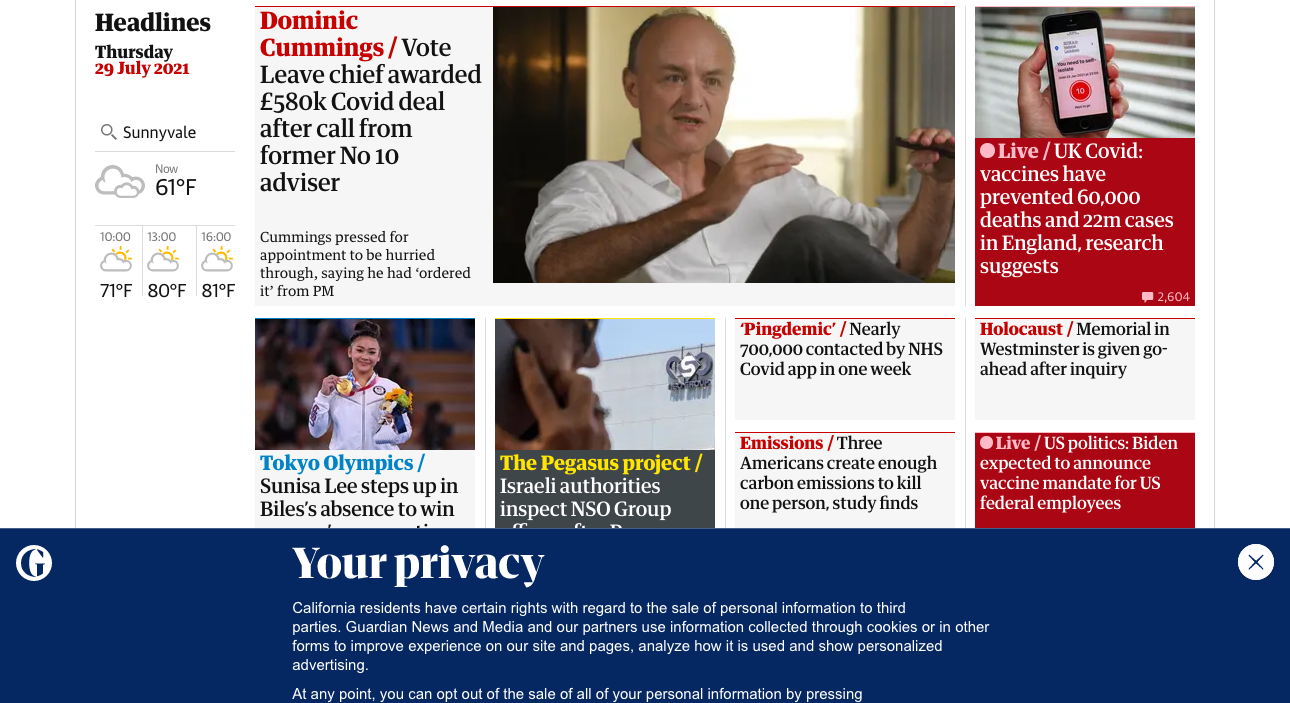 Headlines
Thursday
29 July 2021
Sunnyvale
Now
61°F
10:00
71°F
13:00
80°F
16:00
81°F
Dominic
Cummings / Vote
Leave chief awarded
£580k Covid deal
after call from
former No 10
adviser
Cummings pressed for
appointment to be hurried
through, saying he had ‘ordered
it’ from PM
You need to self-
isolate
10
Live / UK Covid:
vaccines have
prevented 60,000
deaths and 22m cases
in England, research
suggests
2,604
Tokyo Olympics /
Sunisa Lee steps up in
Biles’s absence to win
The Pegasus project /
Israeli authorities
inspect NSO Group
‘Pingdemic’ / Nearly
700,000 contacted by NHS
Covid app in one week
Emissions / Three
Americans create enough
carbon emissions to kill
one person, study finds
Holocaust / Memorial in
Westminster is given go-
ahead after inquiry
Live / US politics: Biden
expected to announce
vaccine mandate for US
federal employees
Your privacy
California residents have certain rights with regard to the sale of personal information to third
parties. Guardian News and Media and our partners use information collected through cookies or in other
forms to improve experience on our site and pages, analyze how it is used and show personalized
advertising.
At any point, you can opt out of the sale of all of your personal information by pressing